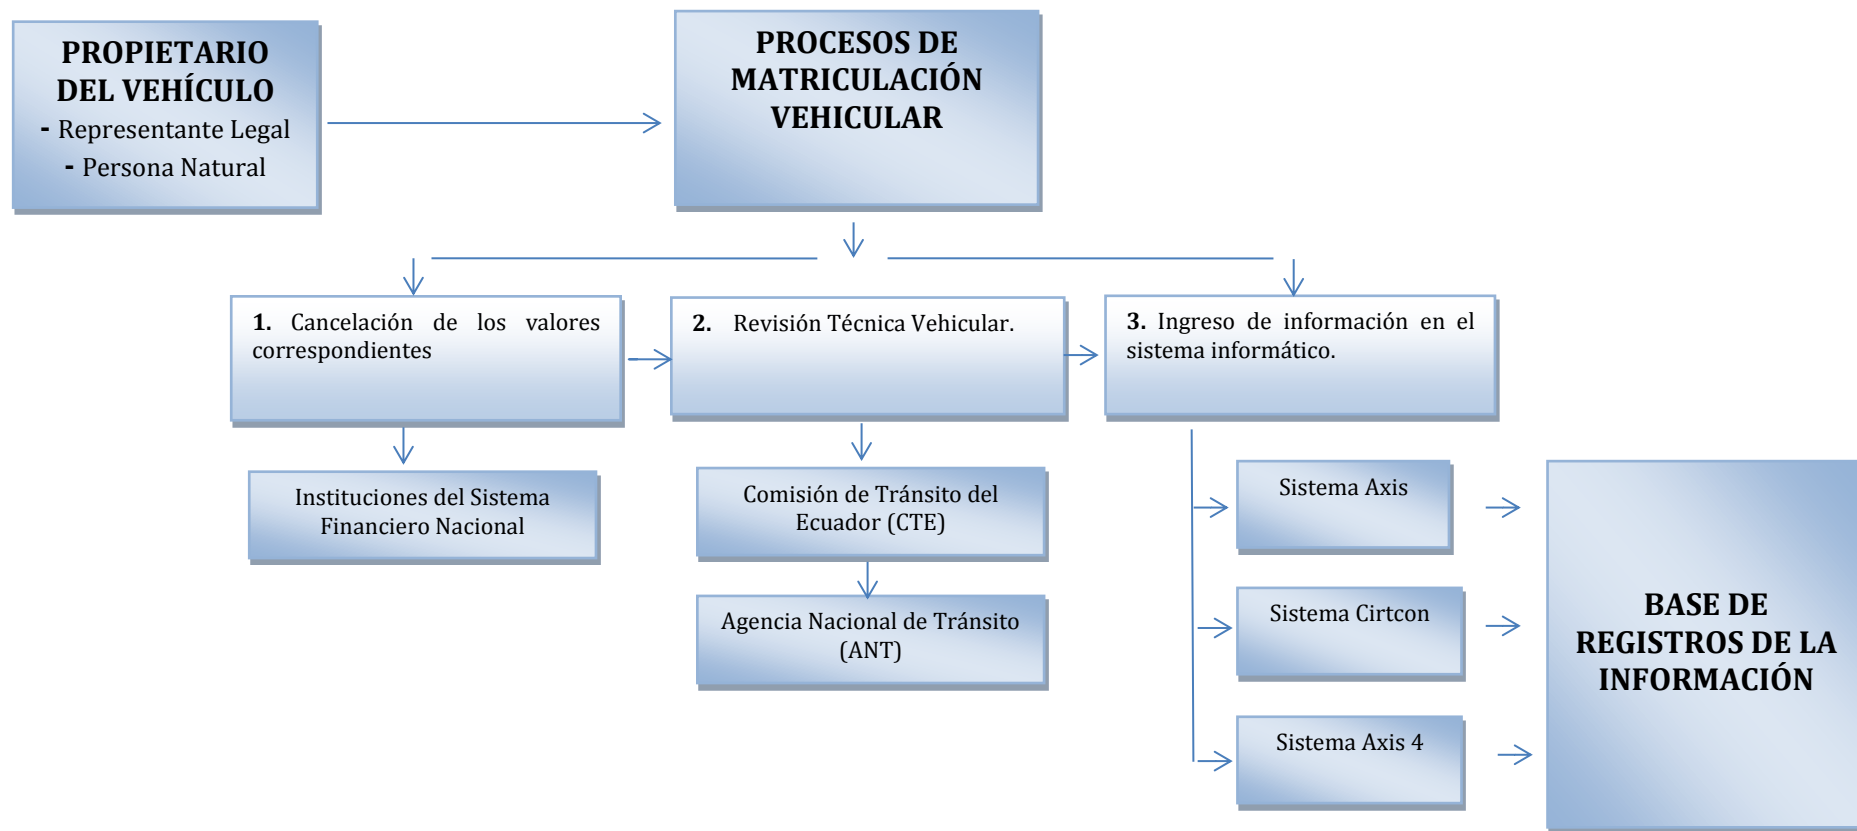 PROPIETARIO
DEL VEHÍCULO
- Representante Legal
- Persona Natural
PROCESOS DE
MATRICULACIÓN
VEHICULAR
1. Cancelación de los valores
correspondientes
2. Revisión Técnica Vehicular.
3. Ingreso de información en el
sistema informático.
Instituciones del Sistema
Financiero Nacional
Comisión de Tránsito del
Ecuador (CTE)
Agencia Nacional de Tránsito
(ANT)
Sistema Axis
Sistema Cirtcon
Sistema Axis 4
BASE DE
REGISTROS DE LA
INFORMACIÓN